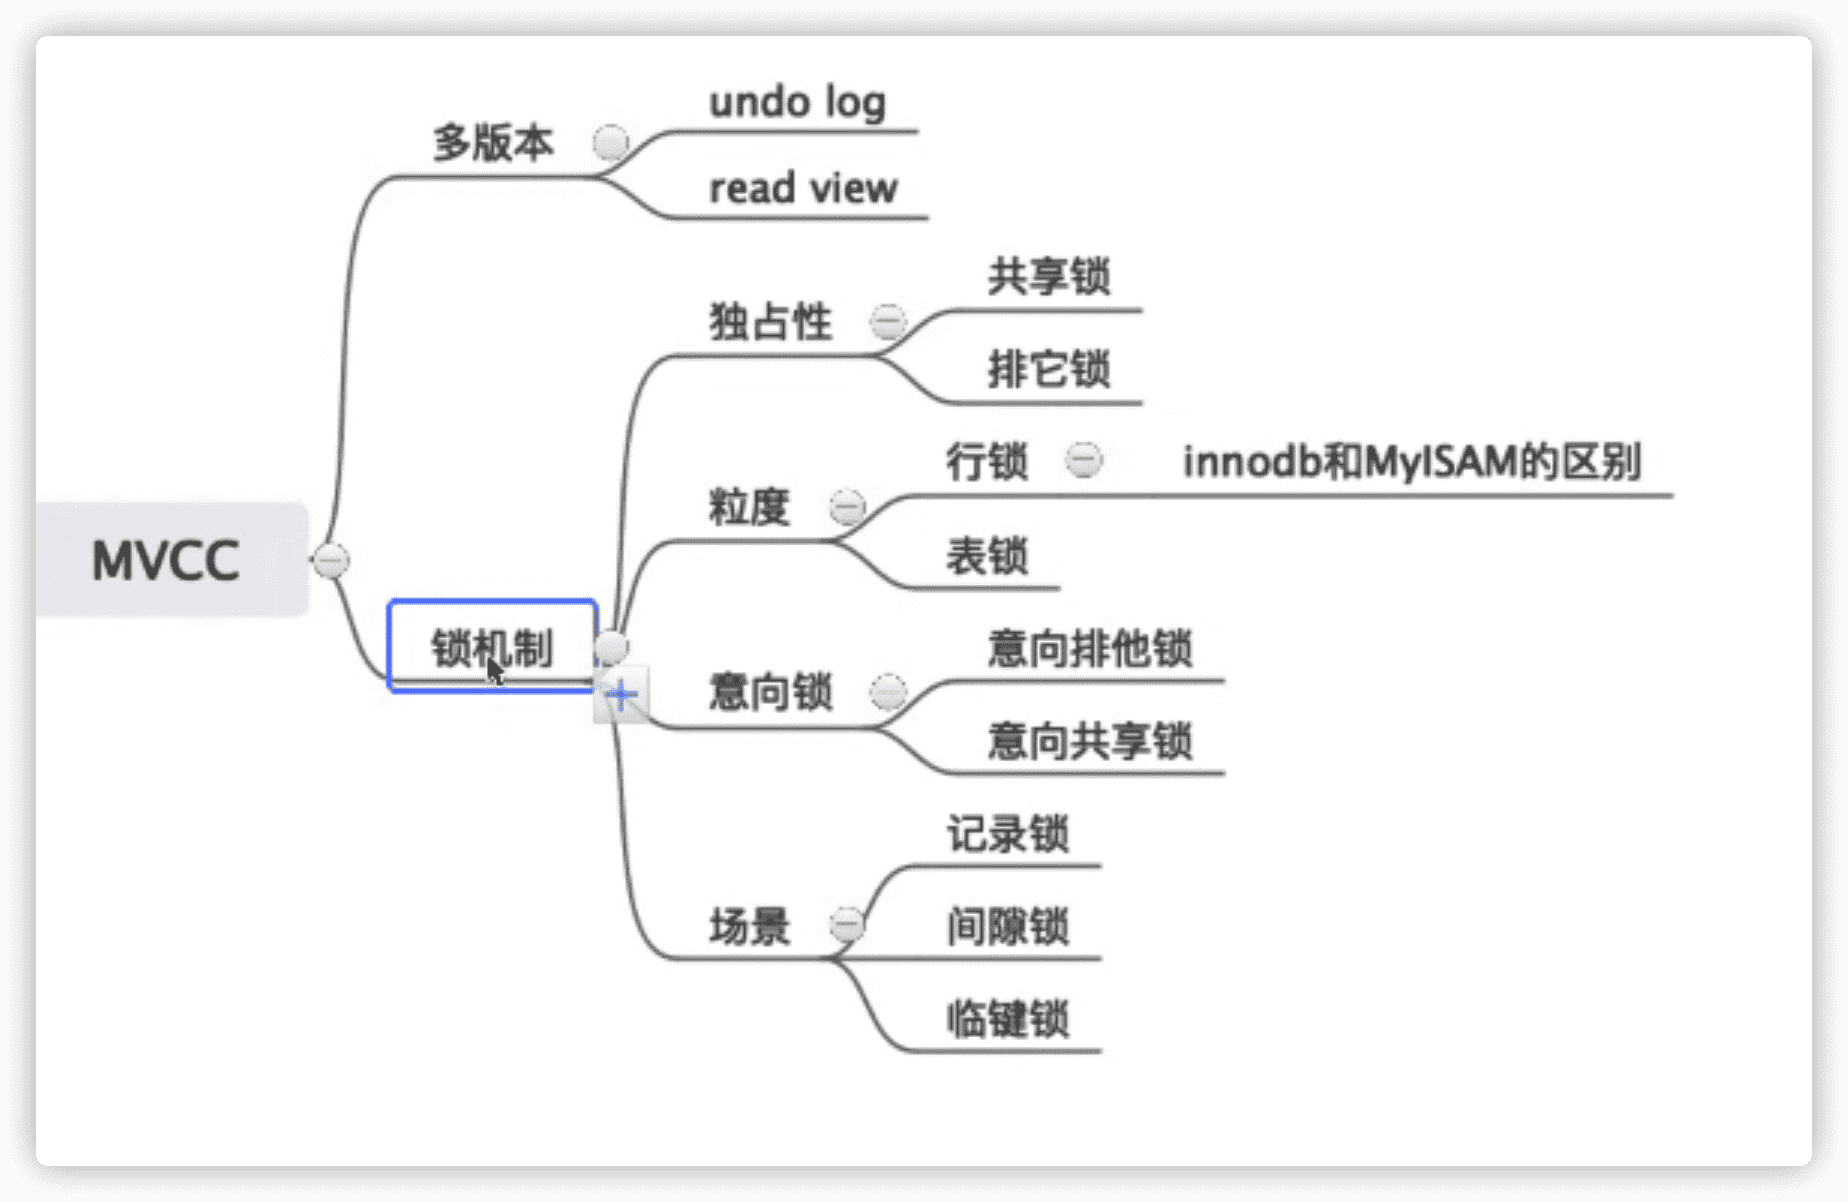 MVCC
多版本
undo log
read view
锁机制
独占性
共享锁
排它锁
粒度
行锁
innodb和MyISAM的区别
表锁
意向锁
意向排他锁
意向共享锁
场景
记录锁
间隙锁
临键锁